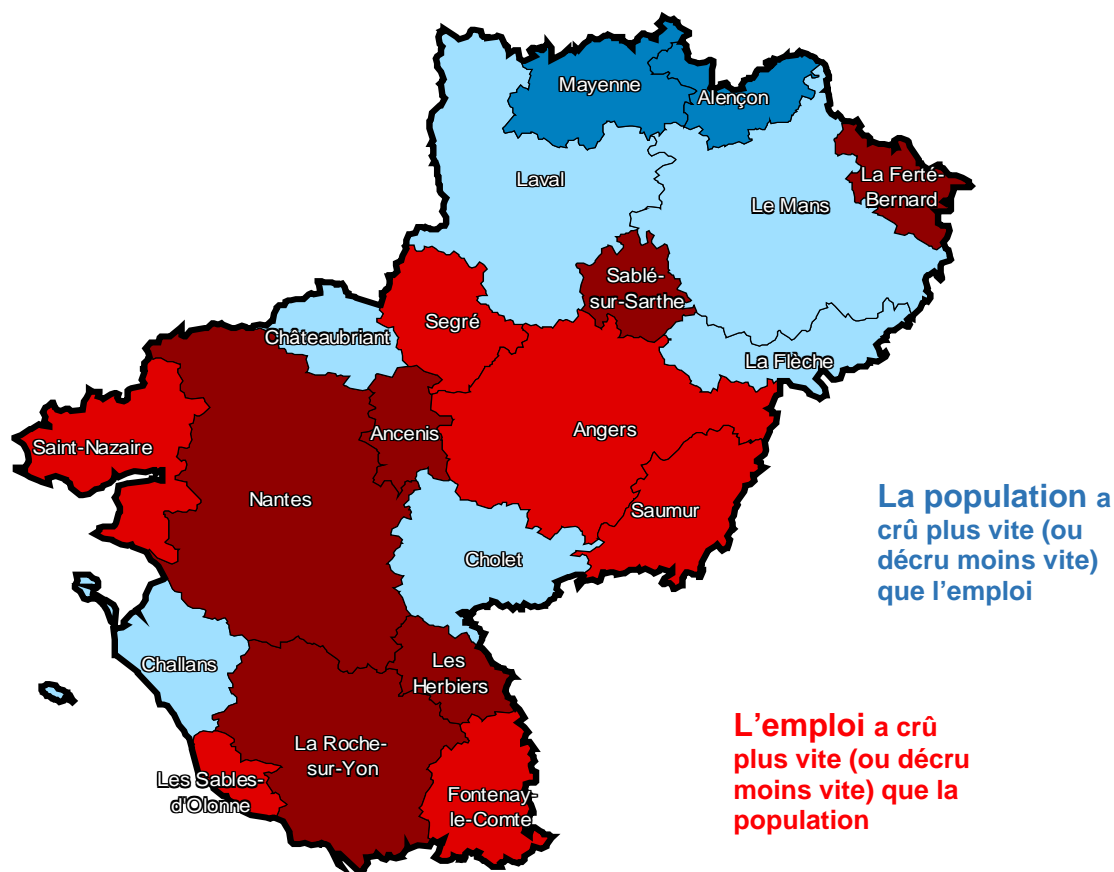 Mayenne
Alençon
Laval
La Ferté-
Bernard
Le Mans
Sablé-
sur-Sarthe
Segré
Châteaubriant
La Flèche
Ancenis
Angers
Saint-Nazaire
Nantes
Saumur
Cholet
La population a
crû plus vite (ou
décru moins vite)
que l'emploi
Challans
Les
Herbiers
L'emploi a crû
plus vite (ou décru
moins vite) que la
population
La Roche-
sur-Yon
Les Sables-
d'Olonne
Fontenay-
le-Comte